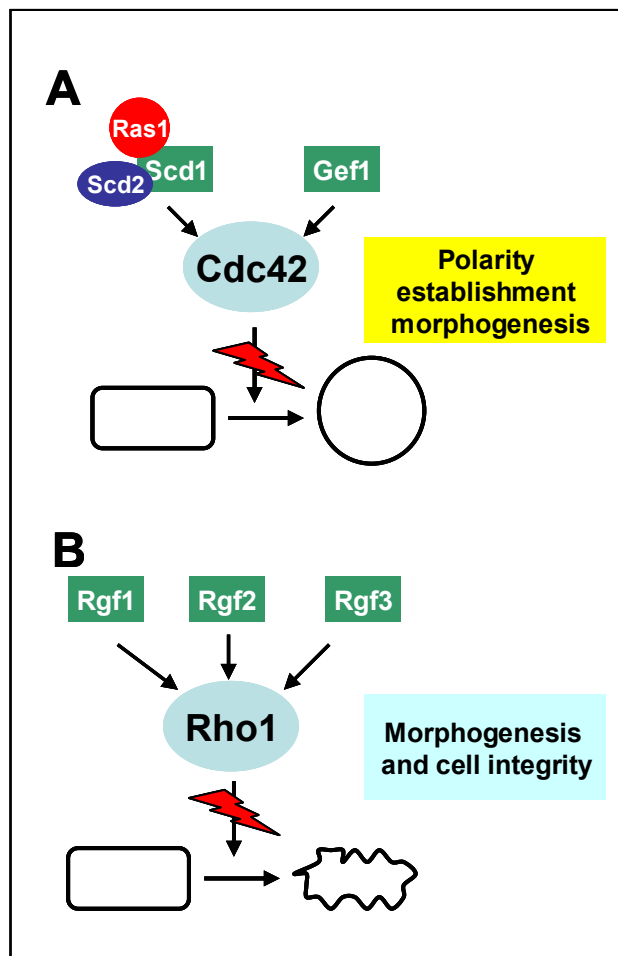 A
Ras1
Scd2
Scd1
Gef1
Cdc42
Polarity
establishment
morphogenesis
B
Rgf1
Rgf2
Rgf3
Rho1
Morphogenesis
and cell integrity